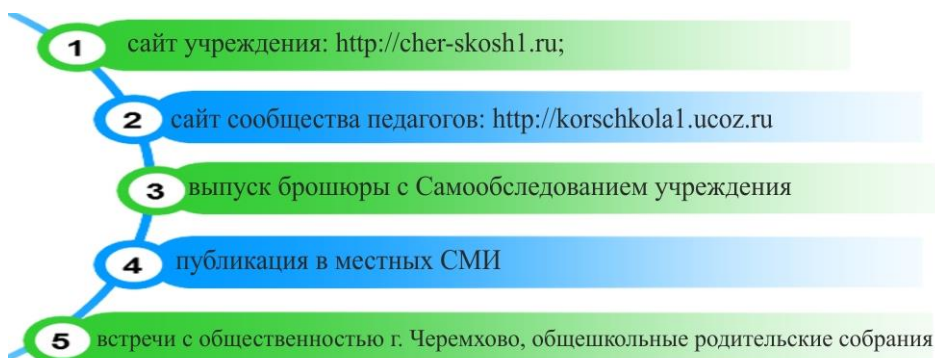 1 сайт учреждения: http://cher-skosh1.ru;
2 сайт сообщества педагогов: http://korschkola1.ucoz.ru
3 выпуск брошюры с Самообследованием учреждения
4 публикация в местных СМИ
5 встречи с общественностью г. Черемхово, общешкольные родительские собрания